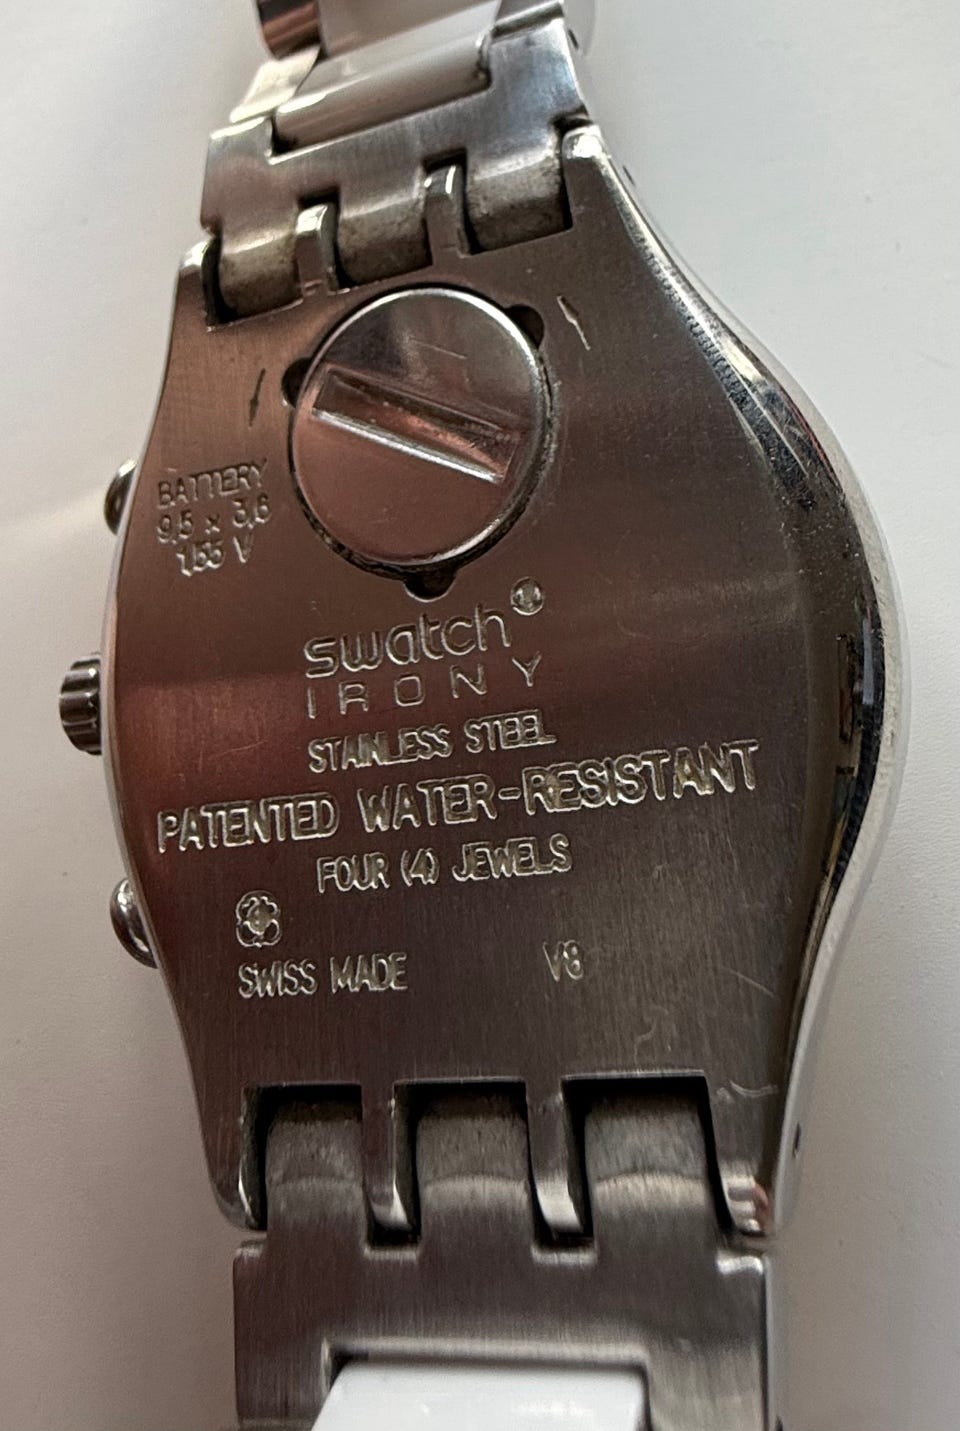 BATTERY
9,5 x 3,6
1,55 V
swatch
IRONY
STAINLESS STEEL
PATENTED WATER-RESISTANT
FOUR (4) JEWELS
SWISS MADE V8